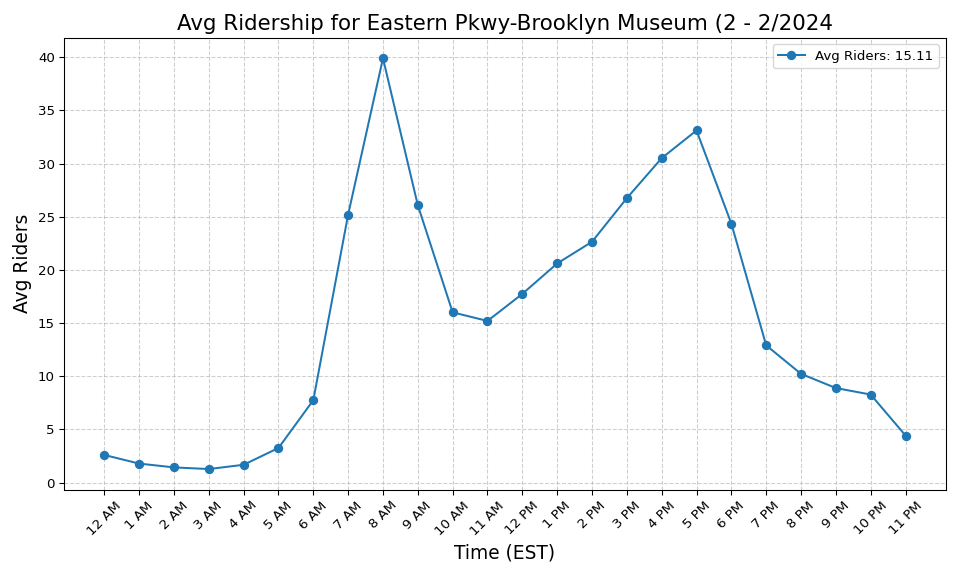 Avg Ridership for Eastern Pkwy-Brooklyn Museum (2 - 2/2024
Avg Riders: 15.11
Avg Riders
40
35
30
25
20
15
10
5
0
12 AM 1 AM 2 AM 3 AM 4 AM 5 AM 6 AM 7 AM 8 AM 9 AM 10 AM 11 AM 12 PM 1 PM 2 PM 3 PM 4 PM 5 PM 6 PM 7 PM 8 PM 9 PM 10 PM 11 PM
Time (EST)